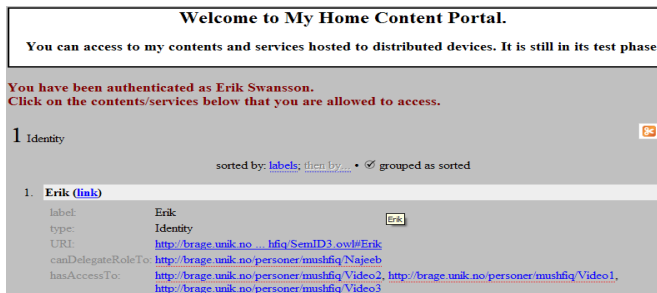 Welcome to My Home Content Portal.
You can access to my contents and services hosted to distributed devices. It is still in its test phase
You have been authenticated as Erik Swansson.
Click on the contents/services below that you are allowed to access.
1 Identity
sorted by: labels; then by... • ☑ grouped as sorted
1. Erik (link)
label: Erik
Erik
type: Identity
URI: http://brage.unik.no ... hfiq/SemID3.owl#Erik
canDelegateRoleTo: http://brage.unik.no/personer/mushfiq/Najeeb
hasAccessTo: http://brage.unik.no/personer/mushfiq/Video2, http://brage.unik.no/personer/mushfiq/Video1,
http://brage.unik.no/personer/mushfiq/Video3